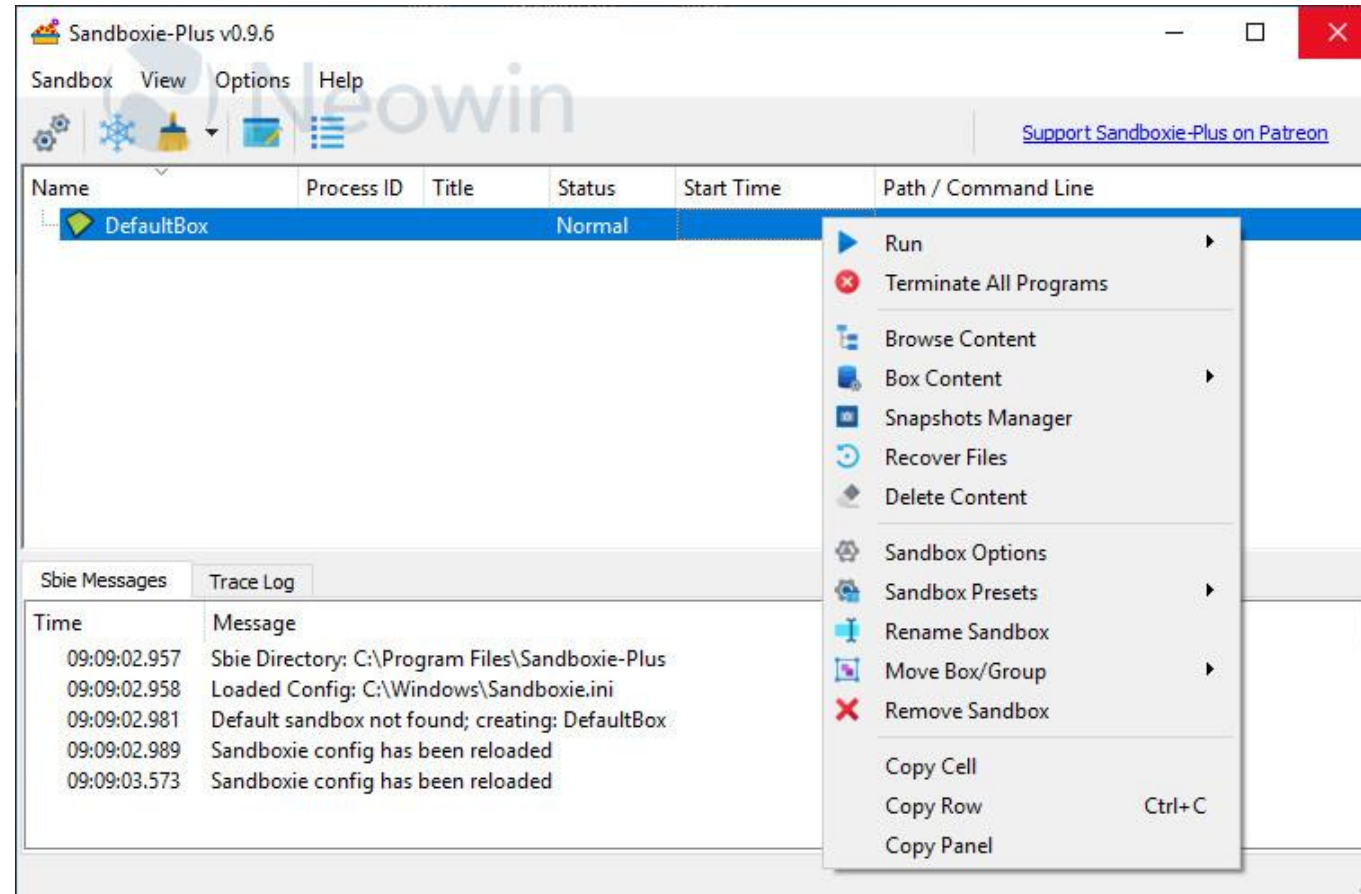 Sandboxie-Plus v0.9.6
Sandbox View Options Help
Neowin
Support Sandboxie-Plus on Patreon
Name Process ID Title Status Start Time Path / Command Line
DefaultBox Normal
Run
Terminate All Programs
Browse Content
Box Content
Snapshots Manager
Recover Files
Delete Content
Sandbox Options
Sandbox Presets
Rename Sandbox
Move Box/Group
Remove Sandbox
Copy Cell
Copy Row Ctrl+C
Copy Panel
Sbie Messages Trace Log
Time Message
09:09:02.957 Sbie Directory: C:\Program Files\Sandboxie-Plus
09:09:02.958 Loaded Config: C:\Windows\Sandboxie.ini
09:09:02.981 Default sandbox not found; creating: DefaultBox
09:09:02.989 Sandboxie config has been reloaded
09:09:03.573 Sandboxie config has been reloaded